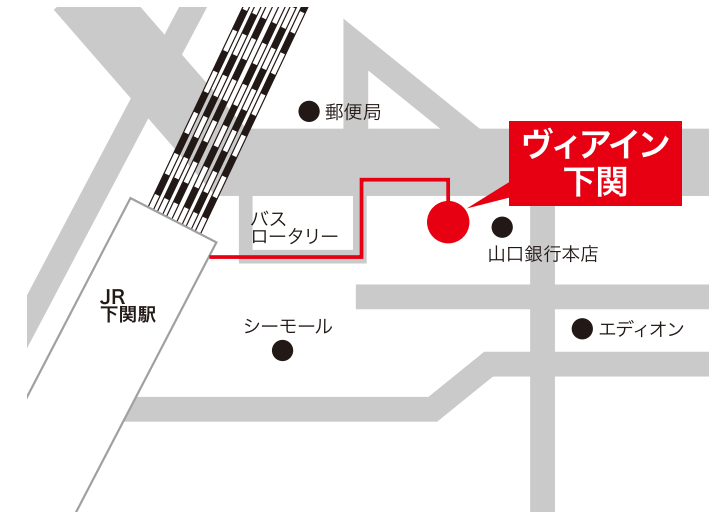 郵便局
ヴィアイン
下関
バス
ロータリー
山口銀行本店
JR
下関駅
シーモール
エディオン